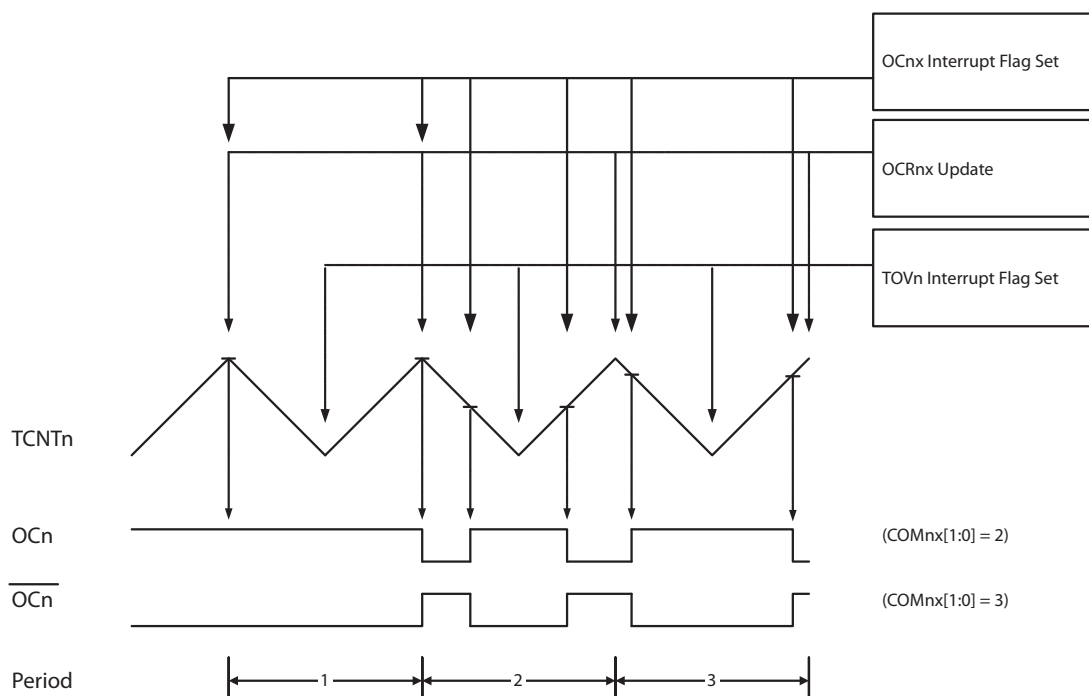 OCnx Interrupt Flag Set
OCRnx Update
TOVn Interrupt Flag Set
TCNTn
OCn
(COMnx[1:0] = 2)
OCn
(COMnx[1:0] = 3)
Period
1
2
3